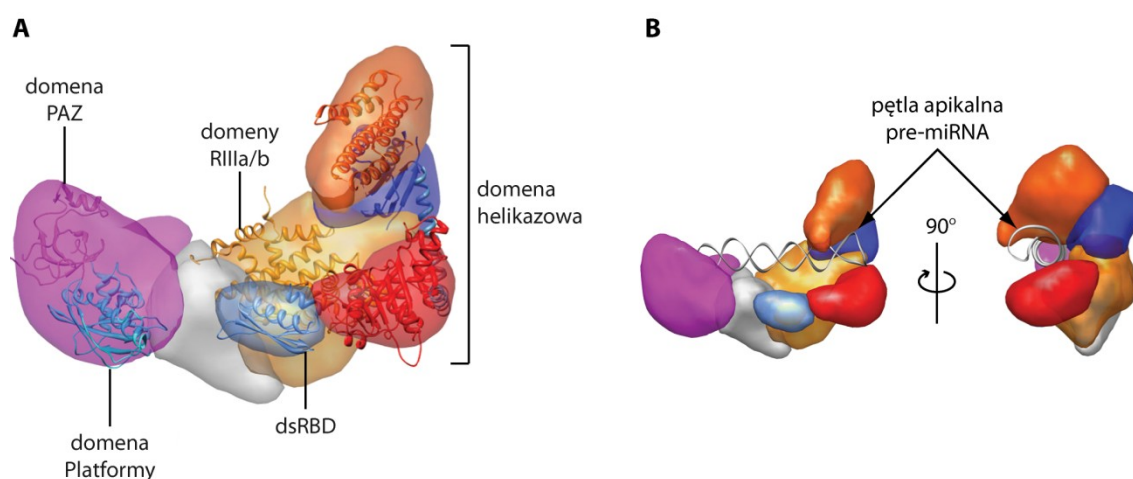 A
domena
PAZ
domeny
RIIIa/b
domena
helikazowa
dsRBD
domena
Platformy
B
pętla apikalna
pre-miRNA
90°